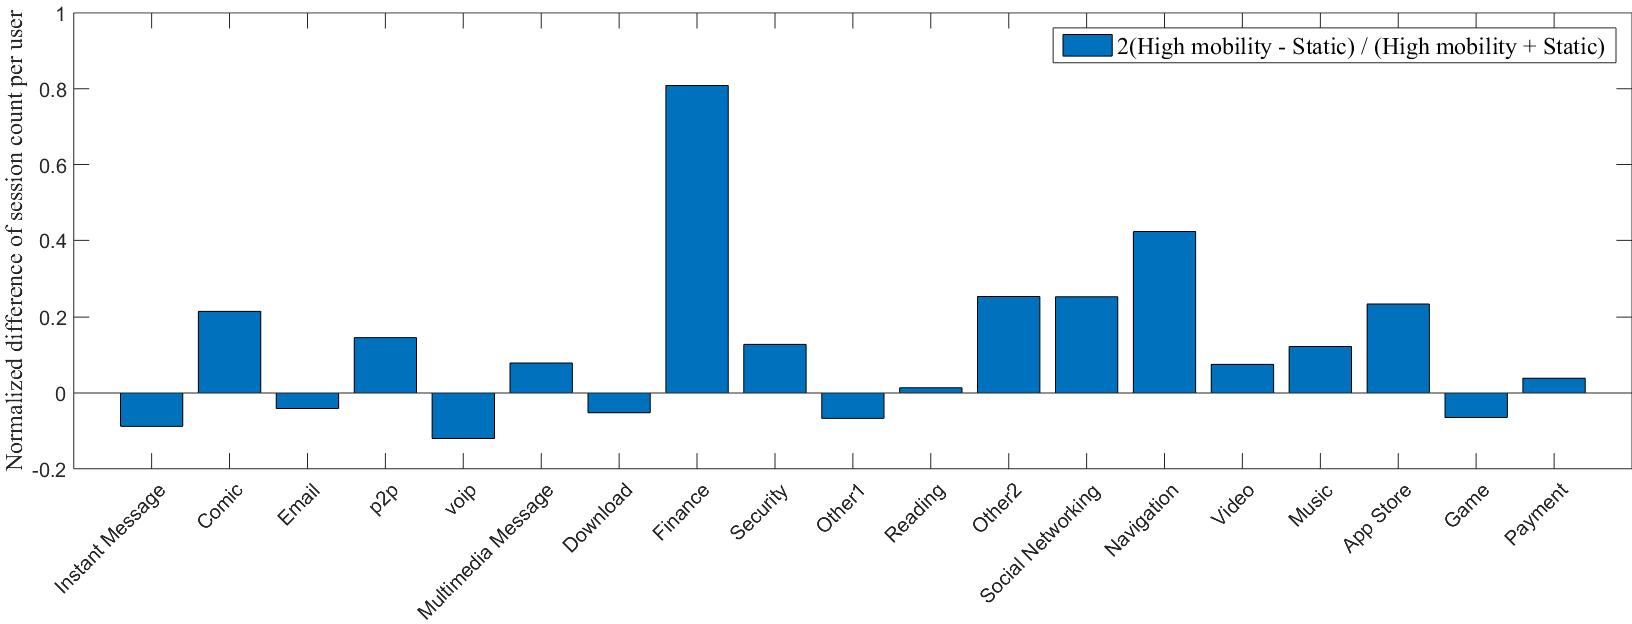 Normalized difference of session count per user
1
0.8
0.6
0.4
0.2
0
-0.2
2(High mobility - Static) / (High mobility + Static)
Instant Message
Comic
Email
p2p
voip
Multimedia Message
Download
Finance
Security
Other1
Reading
Other2
Social Networking
Navigation
Video
Music
App Store
Game
Payment